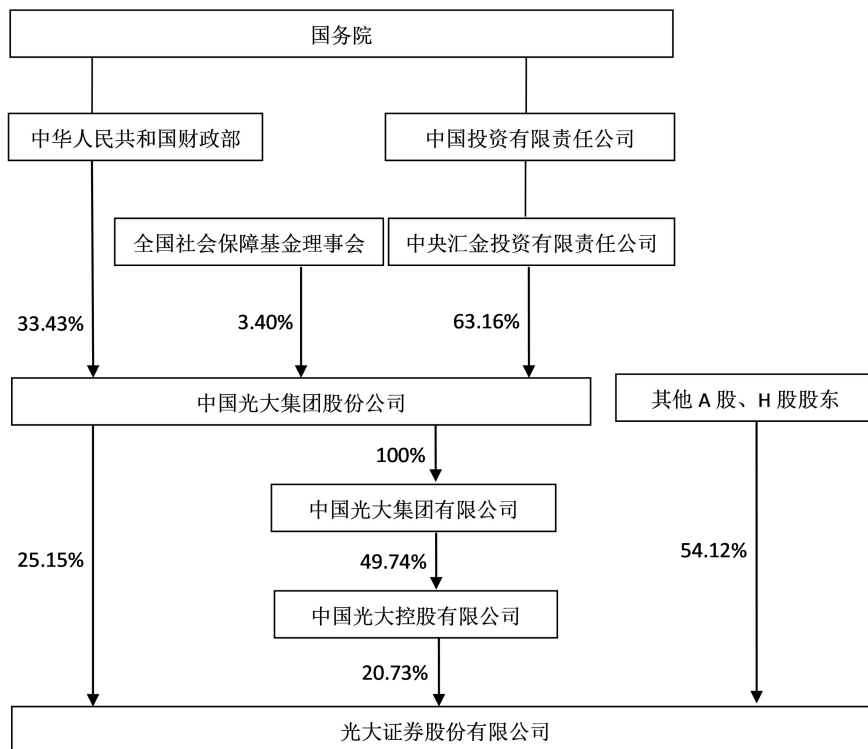 国务院
中华人民共和国财政部
中国投资有限责任公司
全国社会保障基金理事会
中央汇金投资有限责任公司
33.43%
3.40%
63.16%
中国光大集团股份公司
其他 A 股、H 股股东
100%
中国光大集团有限公司
25.15%
49.74%
54.12%
中国光大控股有限公司
20.73%
光大证券股份有限公司